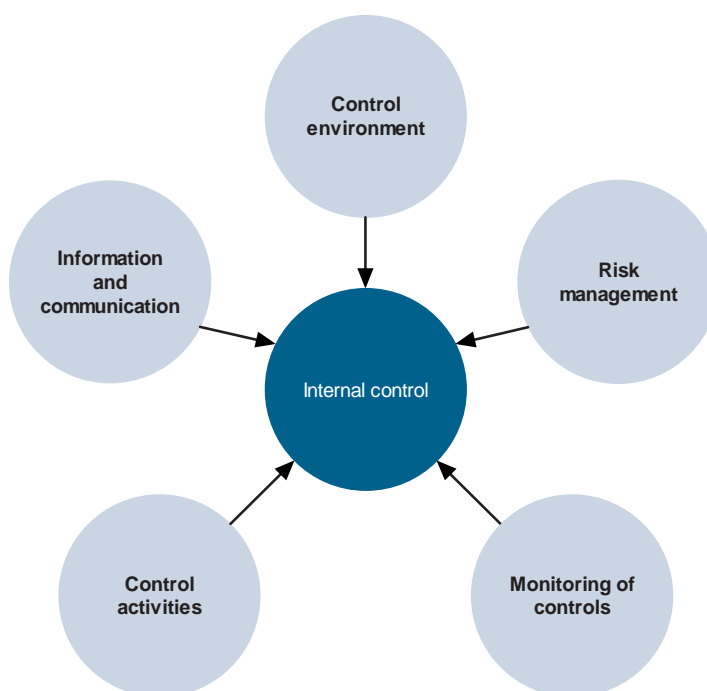 Control
environment
Information
and
communication
Risk
management
Internal control
Control
activities
Monitoring of
controls